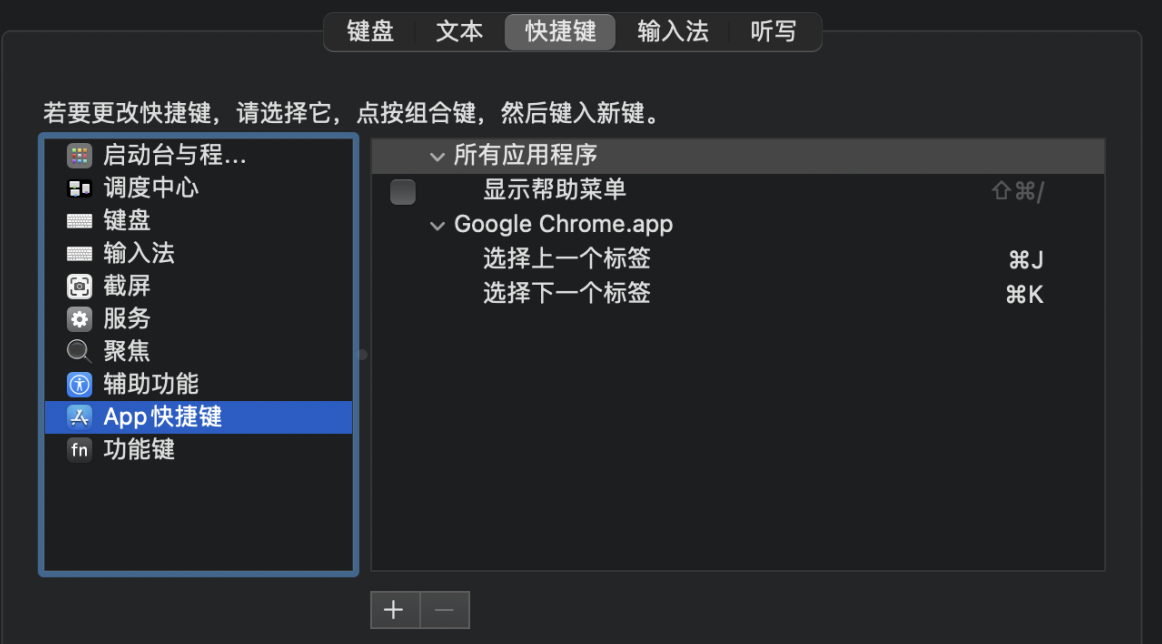 键盘 文本 快捷键 输入法 听写
若要更改快捷键，请选择它，点按组合键，然后键入新键。
启动台与程...
调度中心
键盘
输入法
截屏
服务
聚焦
辅助功能
App快捷键
fn 功能键
所有应用程序
显示帮助菜单 ⇧⌘/
Google Chrome.app
选择上一个标签 ⌘J
选择下一个标签 ⌘K
+ —